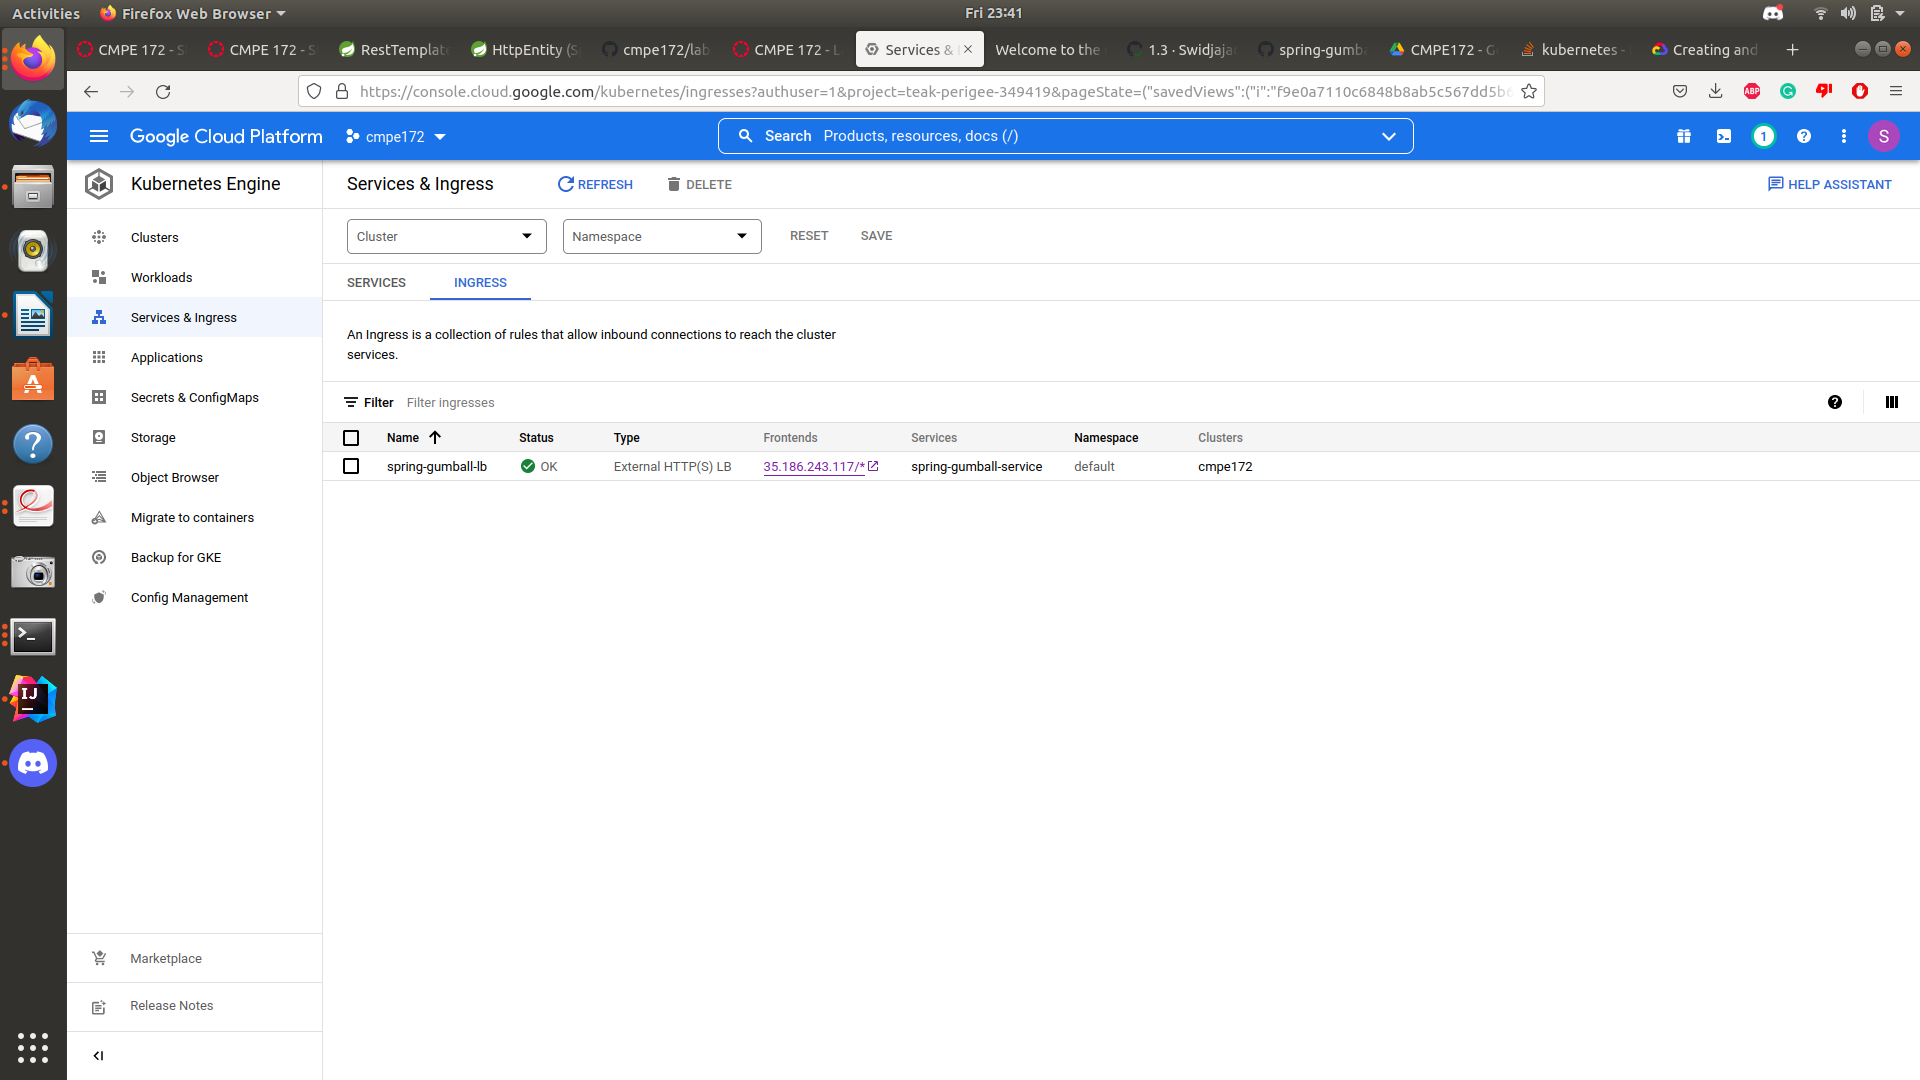 Activities
Firefox Web Browser
Fri 23:41
CMPE 172 - S
CMPE 172 - S
RestTemplat
HttpEntity (S
cmpe172/lab
CMPE 172 - L
Services &
Welcome to the
1.3 · Swidjaja
spring-gumba
CMPE172 - G
kubernetes -
Creating and
https://console.cloud.google.com/kubernetes/ingresses?authuser=1&project=teak-perigee-349419&pageState=("savedViews":("i":"f9e0a7110c6848b8ab5c567dd5b6
ABP
Google Cloud Platform
cmpe172
Search Products, resources, docs (/)
1
S
Kubernetes Engine
Services & Ingress
REFRESH
DELETE
HELP ASSISTANT
Clusters
Workloads
Services & Ingress
Applications
Secrets & ConfigMaps
Storage
Object Browser
Migrate to containers
Backup for GKE
Config Management
Marketplace
Release Notes
Cluster
Namespace
RESET
SAVE
SERVICES
INGRESS
An Ingress is a collection of rules that allow inbound connections to reach the cluster
services.
Filter Filter ingresses
Name Status Type Frontends Services Namespace Clusters
spring-gumball-lb OK External HTTP(S) LB 35.186.243.117/* spring-gumball-service default cmpe172
IJ